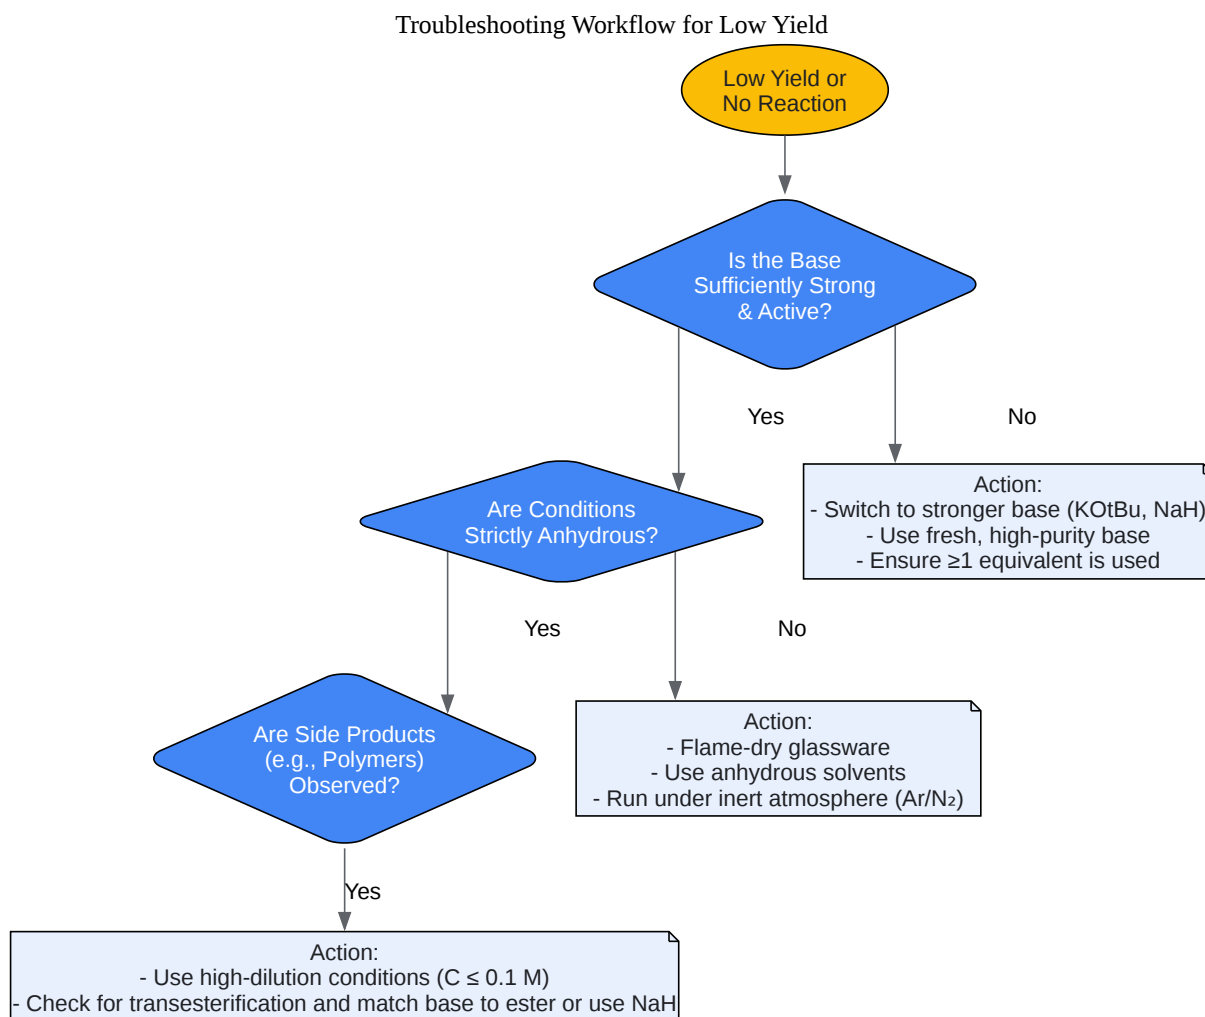 Troubleshooting Workflow for Low Yield
Low Yield or
No Reaction
Is the Base
Sufficiently Strong
& Active?
Yes
No
Action:
- Switch to stronger base (KOtBu, NaH)
- Use fresh, high-purity base
- Ensure ≥1 equivalent is used
Are Conditions
Strictly Anhydrous?
Yes
No
Action:
- Flame-dry glassware
- Use anhydrous solvents
- Run under inert atmosphere (Ar/N₂)
Are Side Products
(e.g., Polymers)
Observed?
Yes
Action:
- Use high-dilution conditions (C ≤ 0.1 M)
- Check for transesterification and match base to ester or use NaH